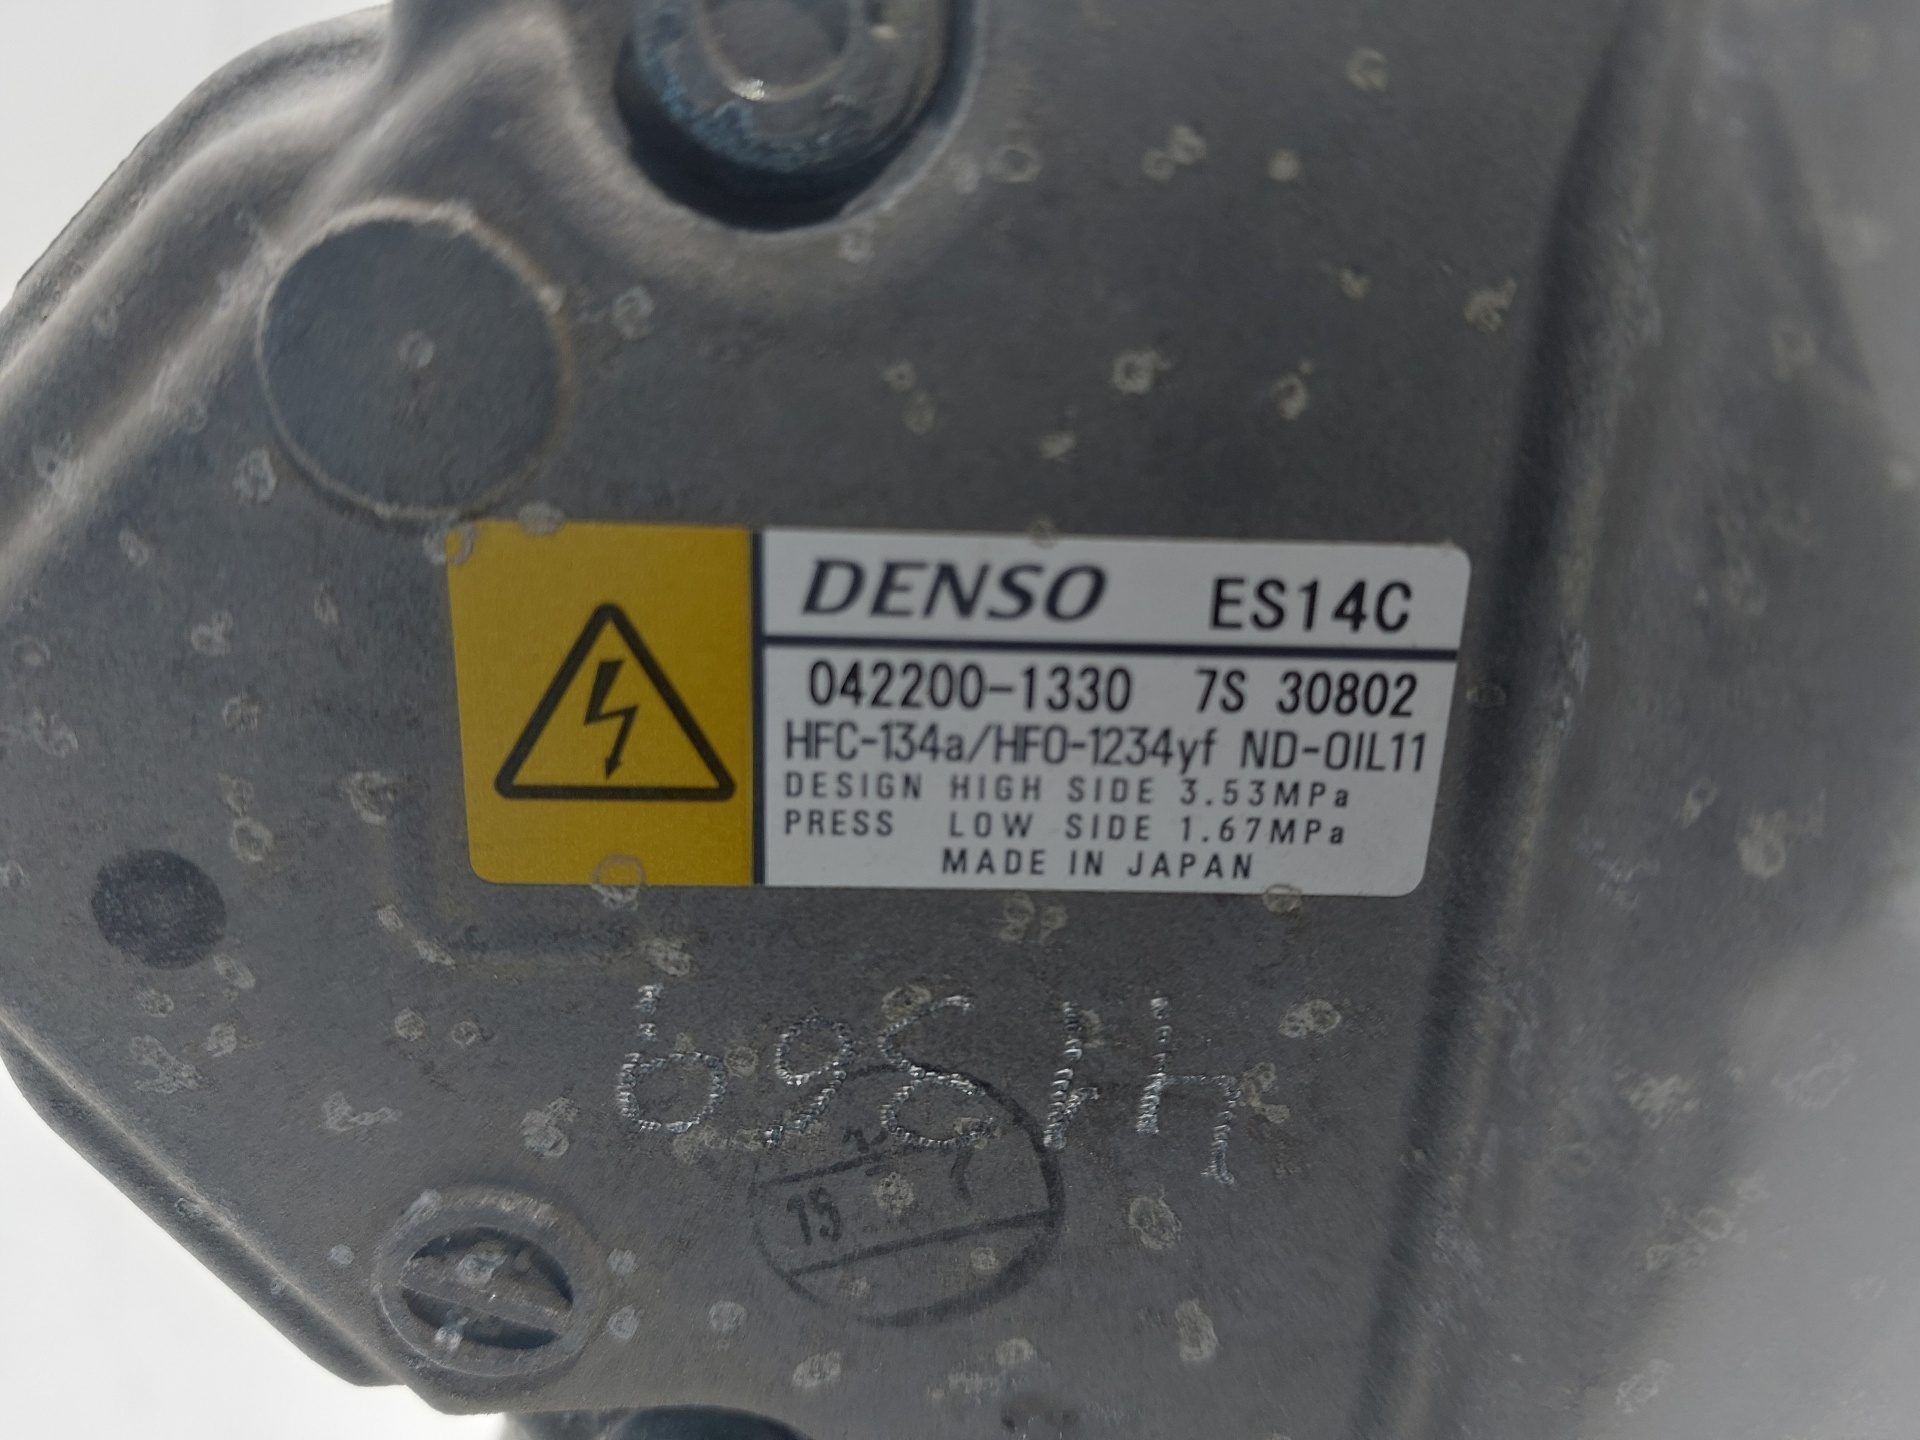 DENSO ES14C
042200-1330 7S 30802
HFC-134a/HFO-1234yf ND-OIL11
DESIGN HIGH SIDE 3.53MPa
PRESS LOW SIDE 1.67MPa
MADE IN JAPAN
69814